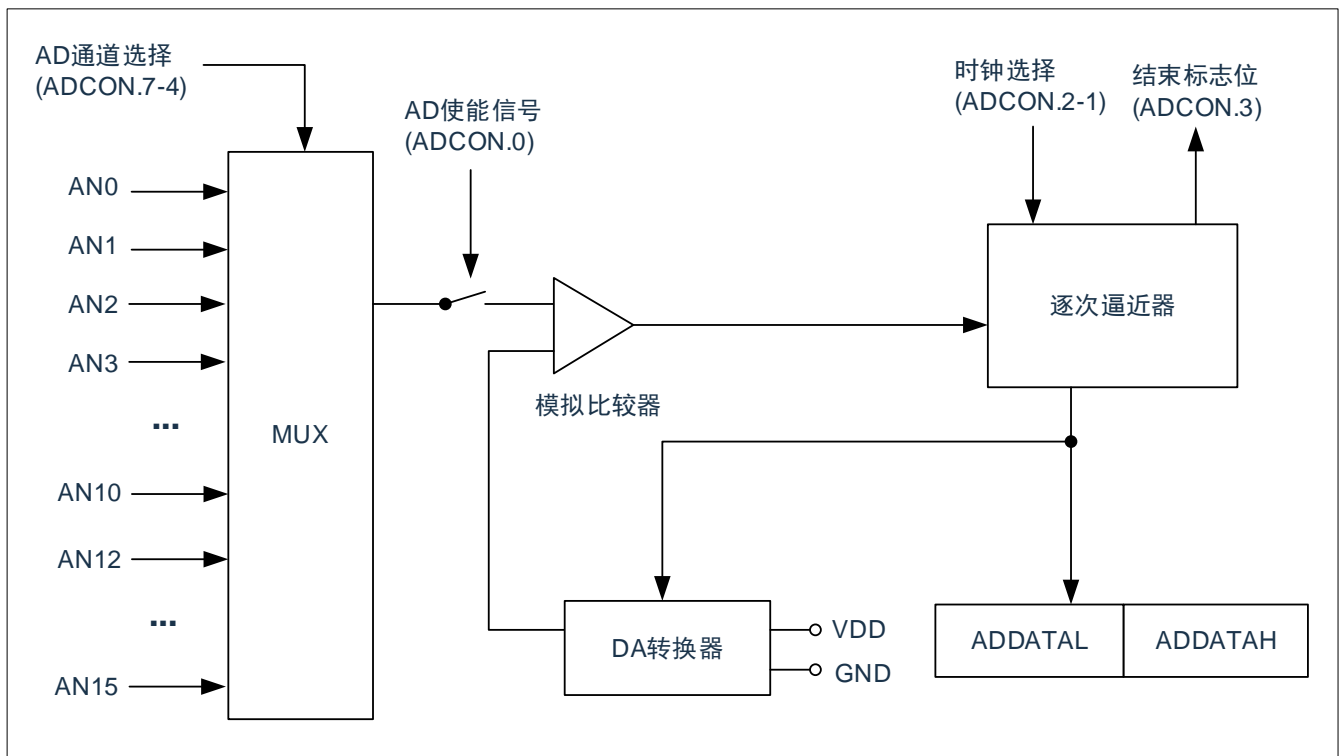 AD通道选择
(ADCON.7-4)
AD使能信号
(ADCON.0)
时钟选择
(ADCON.2-1)
结束标志位
(ADCON.3)
AN0
AN1
AN2
AN3
...
AN10
AN12
...
AN15
MUX
模拟比较器
逐次逼近器
DA转换器
VDD
GND
ADDATAL
ADDATAH